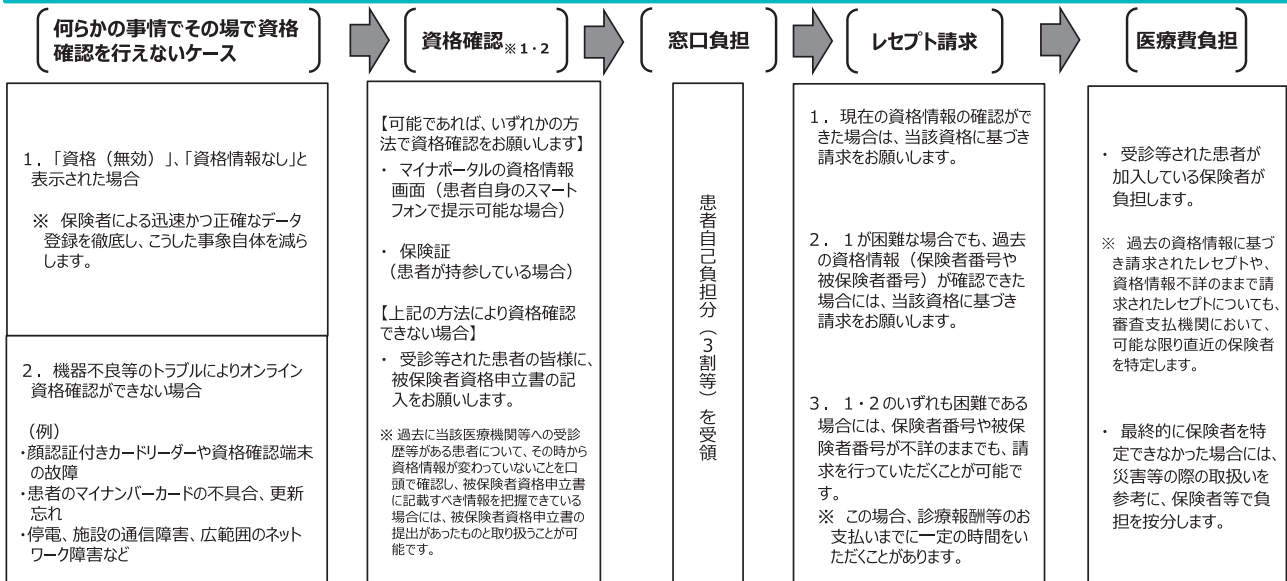 何らかの事情でその場で資格
確認を行えないケース
資格確認※1・2
窓口負担
レセプト請求
医療費負担
1．「資格（無効）」、「資格情報なし」と
表示された場合
※ 保険者による迅速かつ正確なデータ
登録を徹底し、こうした事象自体を減ら
します。
2．機器不良等のトラブルによりオンライン
資格確認ができない場合
（例）
・顔認証付きカードリーダーや資格確認端末
の故障
・患者のマイナンバーカードの不具合、更新
忘れ
・停電、施設の通信障害、広範囲のネット
ワーク障害など
【可能であれば、いずれかの方
法で資格確認をお願いします】
・ マイナポータルの資格情報
画面（患者自身のスマート
フォンで提示可能な場合）
・ 保険証
（患者が持参している場合）
【上記の方法により資格確認
できない場合】
・ 受診等された患者の皆様に、
被保険者資格申立書の記
入をお願いします。
※ 過去に当該医療機関等への受診
歴等がある患者について、その時から
資格情報が変わっていないことを口
頭で確認し、被保険者資格申立書
に記載すべき情報を把握できている
場合には、被保険者資格申立書の
提出があったものと取り扱うことが可
能です。
患者自己負担分（3割等）を受領
1． 現在の資格情報の確認がで
きた場合は、当該資格に基づき
請求をお願いします。
2． 1が困難な場合でも、過去
の資格情報（保険者番号や
被保険者番号）が確認できた
場合には、当該資格に基づき
請求をお願いします。
3． 1・2のいずれも困難である
場合には、保険者番号や被保
険者番号が不詳のままでも、請
求を行っていただくことが可能で
す。
※ この場合、診療報酬等のお
支払いまでに一定の時間をい
ただくことがあります。
・ 受診等された患者が
加入している保険者が
負担します。
※ 過去の資格情報に基づ
き請求されたレセプトや、
資格情報不詳のままで請
求されたレセプトについても、
審査支払機関において、
可能な限り直近の保険者
を特定します。
・ 最終的に保険者を特
定できなかった場合には、
災害等の際の取扱いを
参考に、保険者等で負
担を按分します。